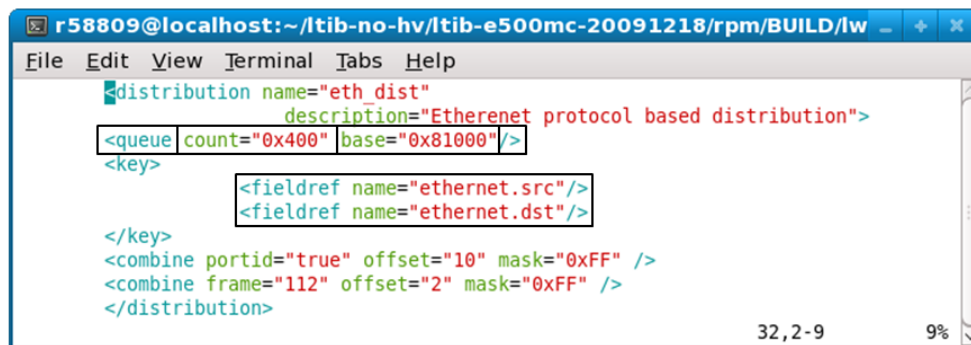 r58809@localhost:~/ltib-no-hv/ltib-e500mc-20091218/rpm/BUILD/lw
File Edit View Terminal Tabs Help
<distribution name="eth_dist"
description="Etherenet protocol based distribution">
<queue count="0x400" base="0x81000"/>
<key>
<fieldref name="ethernet.src"/>
<fieldref name="ethernet.dst"/>
</key>
<combine portid="true" offset="10" mask="0xFF" />
<combine frame="112" offset="2" mask="0xFF" />
</distribution>
32,2-9 9%